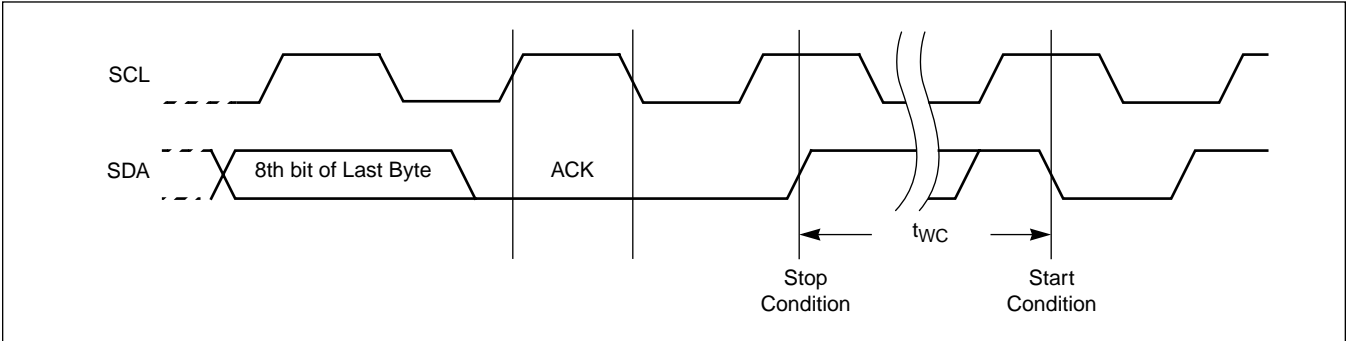 SCL
SDA
8th bit of Last Byte
ACK
tWC
Stop
Condition
Start
Condition